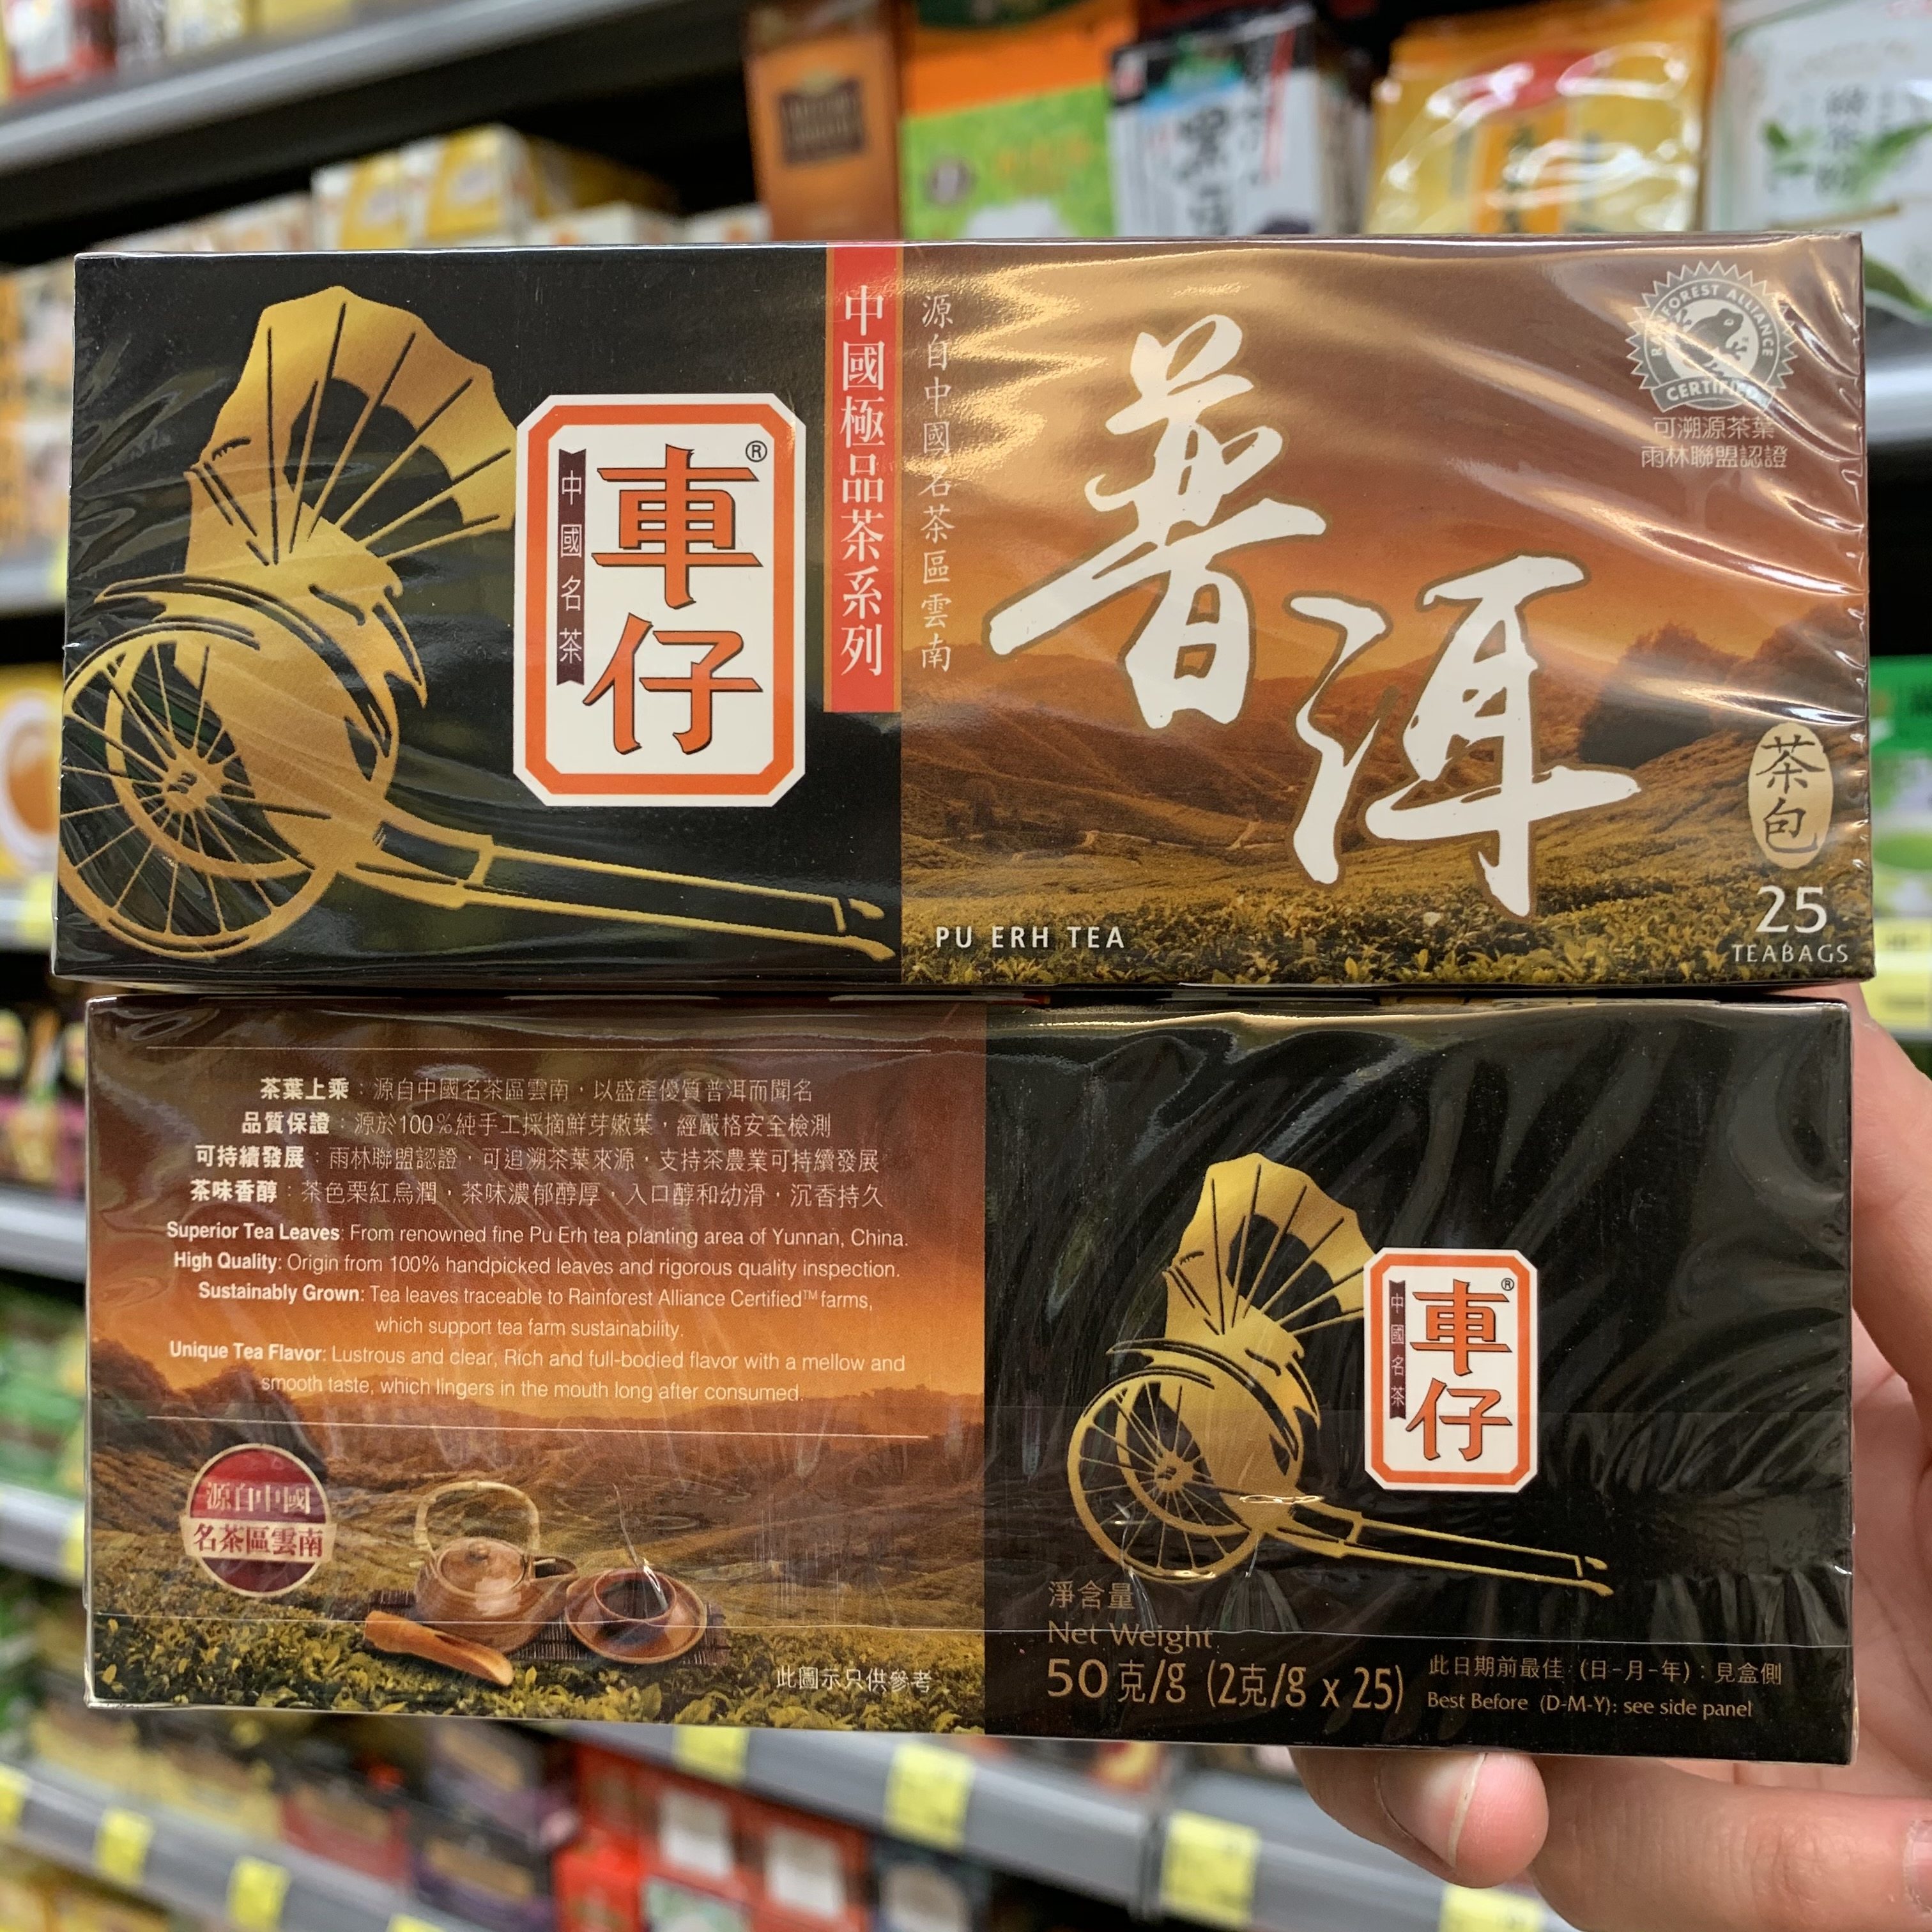 車仔®
中國名茶
中國極品茶系列
源自中國名茶區雲南
普洱
RAINFOREST ALLIANCE
CERTIFIED
可溯源茶葉
雨林聯盟認證
茶包
25
TEABAGS
PU ERH TEA
茶葉上乘：源自中國名茶區雲南，以盛產優質普洱而聞名
品質保證：源於100%純手工採摘鮮芽嫩葉，經嚴格安全檢測
可持續發展：雨林聯盟認證，可追溯茶葉來源，支持茶農業可持續發展
茶味香醇：茶色栗紅烏潤，茶味濃郁醇厚，入口醇和幼滑，沉香持久
Superior Tea Leaves: From renowned fine Pu Erh tea planting area of Yunnan, China.
High Quality: Origin from 100% handpicked leaves and rigorous quality inspection.
Sustainably Grown: Tea leaves traceable to Rainforest Alliance Certified™ farms,
which support tea farm sustainability.
Unique Tea Flavor: Lustrous and clear, Rich and full-bodied flavor with a mellow and
smooth taste, which lingers in the mouth long after consumed.
源自中國
名茶區雲南
此圖示只供參考
車仔®
中國名茶
淨含量
Net Weight
50克/g (2克/g x 25)
此日期前最佳 (日-月-年)：見盒側
Best Before (D-M-Y): see side panel